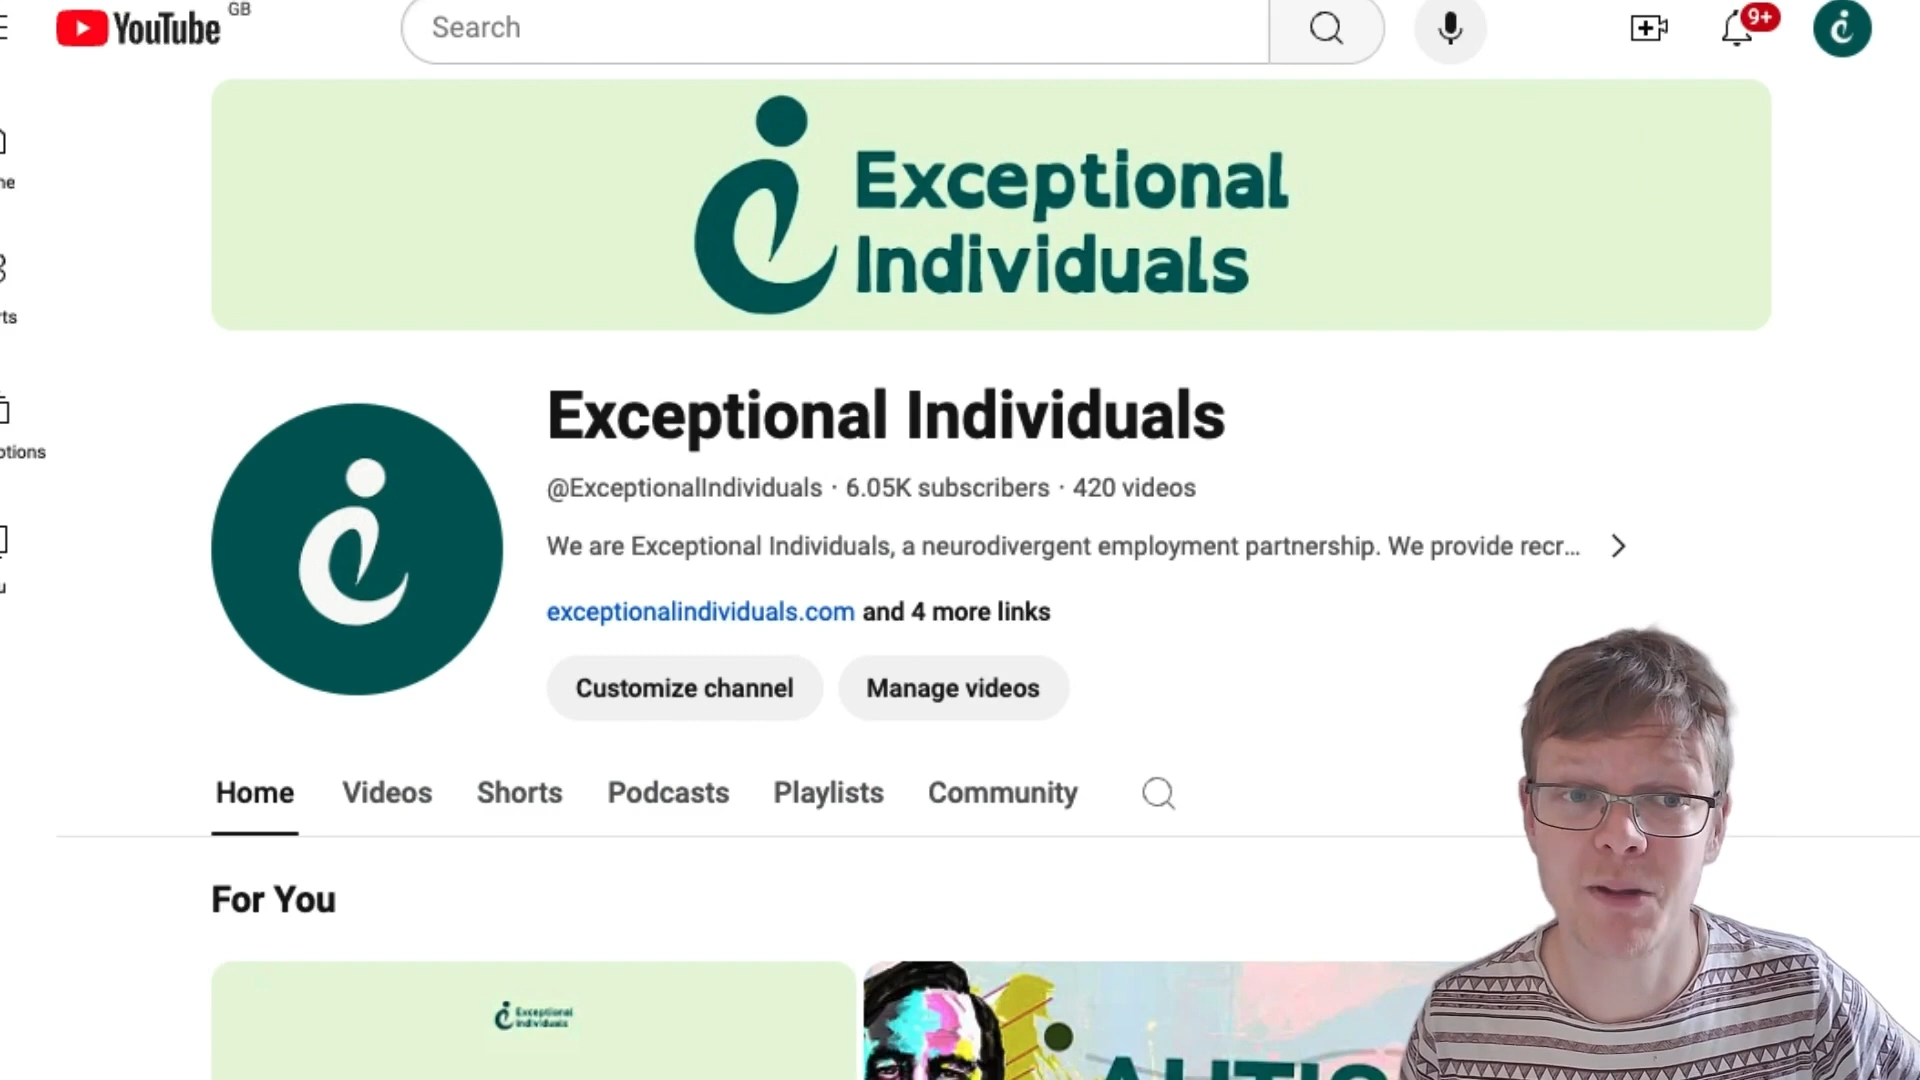 YouTube GB
Search
9+
Exceptional
Individuals
Exceptional Individuals
@ExceptionalIndividuals · 6.05K subscribers · 420 videos
We are Exceptional Individuals, a neurodivergent employment partnership. We provide recr...
exceptionalindividuals.com and 4 more links
Customize channel
Manage videos
Home
Videos
Shorts
Podcasts
Playlists
Community
For You
Exceptional
Individuals